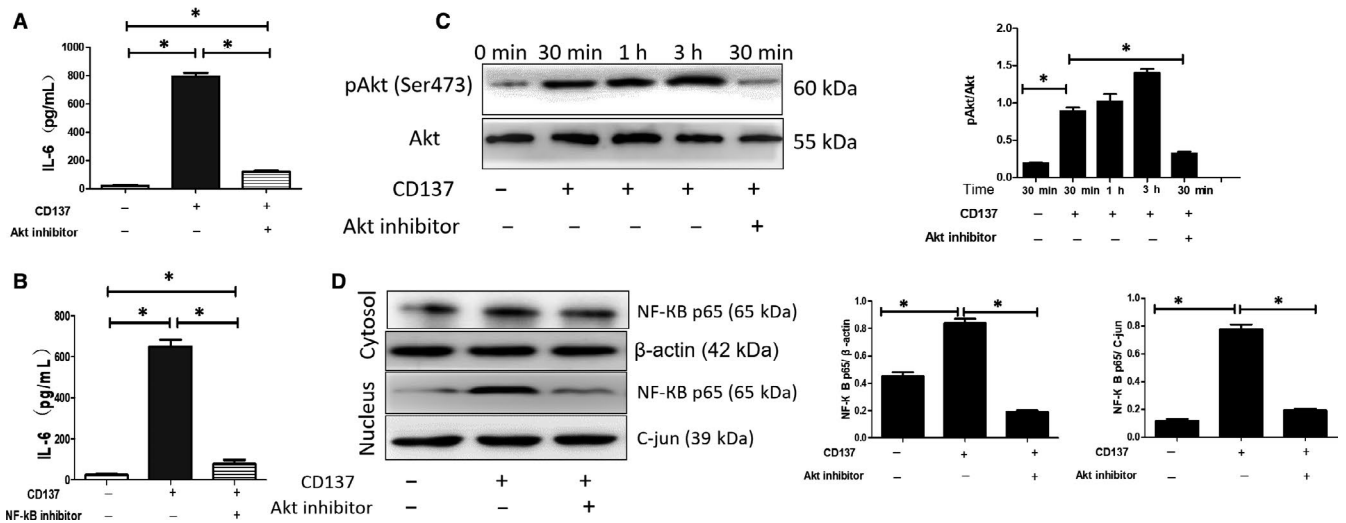 A
*
*
*
IL-6 (pg/mL)
1000
800
600
400
200
0
CD137 – + +
Akt inhibitor – – +
B
*
*
*
IL-6 (pg/mL)
800
600
400
200
0
CD137 – + +
NF-kB inhibitor – – +
C
0 min 30 min 1 h 3 h 30 min
pAkt (Ser473) 60 kDa
Akt 55 kDa
CD137 – + + + +
Akt inhibitor – – – – +
*
*
pAkt/Akt
2.0
1.5
1.0
0.5
0.0
Time 30 min 30 min 1 h 3 h 30 min
CD137 – + + + +
Akt inhibitor – – – – +
D
Cytosol
NF-KB p65 (65 kDa)
β-actin (42 kDa)
Nucleus
NF-KB p65 (65 kDa)
C-jun (39 kDa)
CD137 – + +
Akt inhibitor – – +
*
*
NF-K B p65/ β-actin
1.0
0.8
0.6
0.4
0.2
0.0
CD137 – + +
Akt inhibitor – – +
*
*
NF-K B p65/ C-jun
1.0
0.8
0.6
0.4
0.2
0.0
CD137 – + +
Akt inhibitor – – +